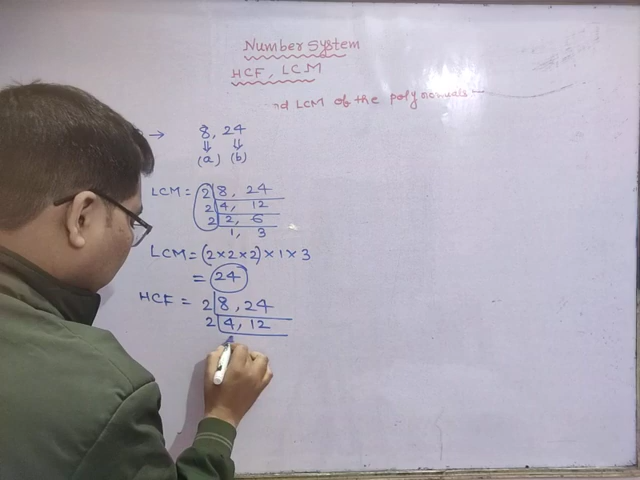 Number System
HCF, LCM
nd LCM of the polynomials -
→ 8, 24
⇓ ⇓
(a) (b)
LCM = 2 | 8, 24
2 | 4, 12
2 | 2, 6
1, 3
LCM = (2×2×2)×1×3
= 24
HCF = 2 | 8, 24
2 | 4, 12